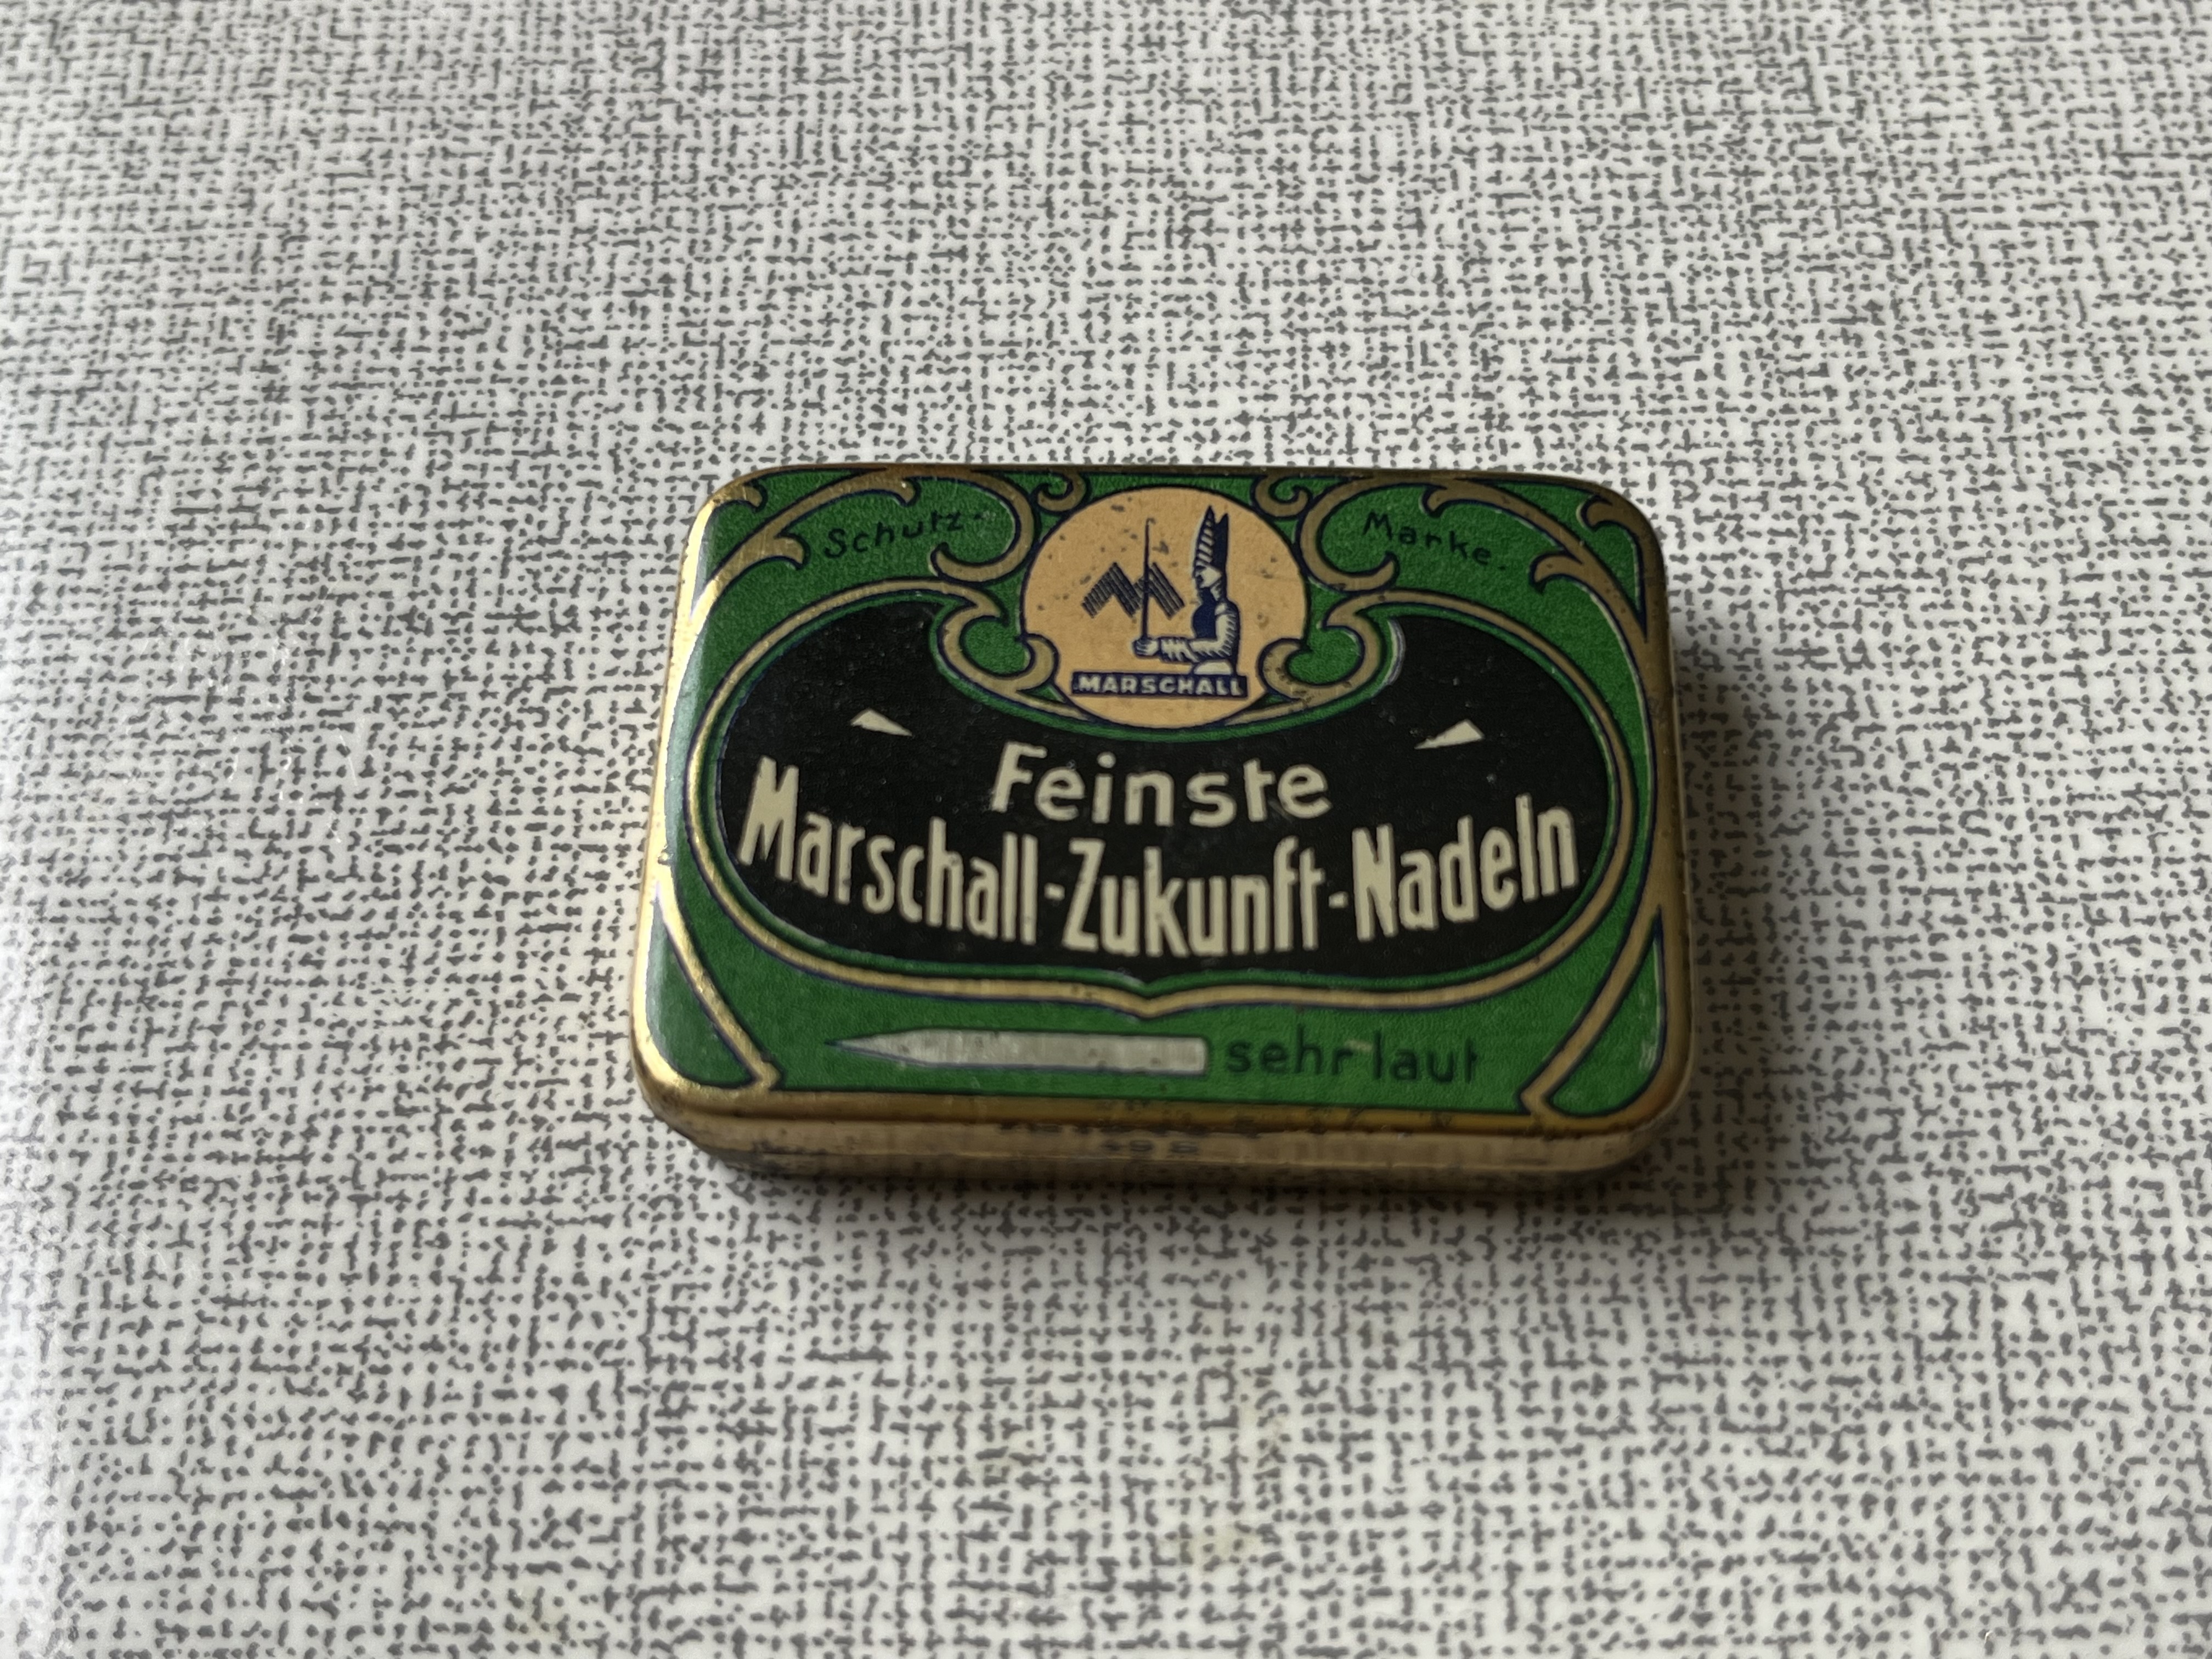 Schutz- Marke.
MARSCHALL
Feinste
Marschall-Zukunft-Nadeln
sehr laut